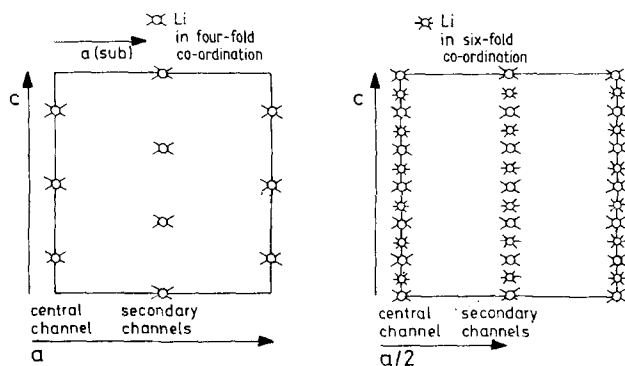 Li
in four-fold
co-ordination
a (sub)
c
central
channel
secondary
channels
a
Li
in six-fold
co-ordination
c
central
channel
secondary
channels
a/2